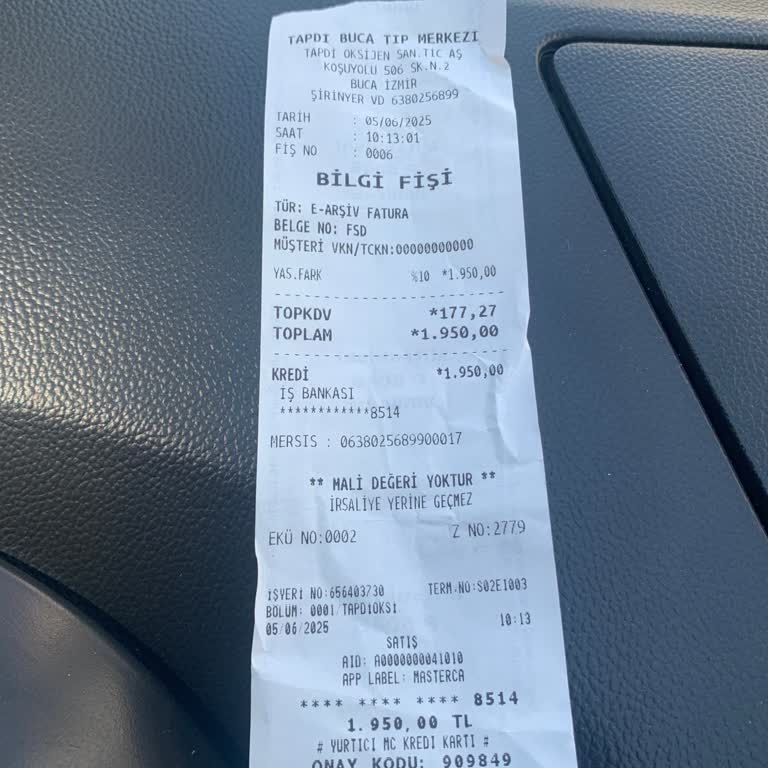 TAPDI BUCA TIP MERKEZİ
TAPDI OKSİJEN SAN.TİC AŞ
KOŞUYOLU 506 SK.N.2
BUCA İZMİR
ŞİRİNYER VD 6380256899
TARİH : 05/06/2025
SAAT : 10:13:01
FİŞ NO : 0006
BİLGİ FİŞİ
TÜR: E-ARŞİV FATURA
BELGE NO: FSD
MÜŞTERİ VKN/TCKN:00000000000
YAS.FARK %10 *1.950,00
TOPKDV *177,27
TOPLAM *1.950,00
KREDİ *1.950,00
İŞ BANKASI
************8514
MERSIS : 0638025689900017
** MALİ DEĞERİ YOKTUR **
İRSALİYE YERİNE GEÇMEZ
EKÜ NO:0002 Z NO:2779
İŞYERİ NO:656403730 TERM.NO:S02E1003
BÖLÜM: 0001/TAPDIOKSİ
05/06/2025 10:13
SATIŞ
AID: A0000000041010
APP LABEL: MASTERCA
**** **** **** 8514
1.950,00 TL
# YURTİÇİ MC KREDİ KARTI #
ONAY KODU: 909849